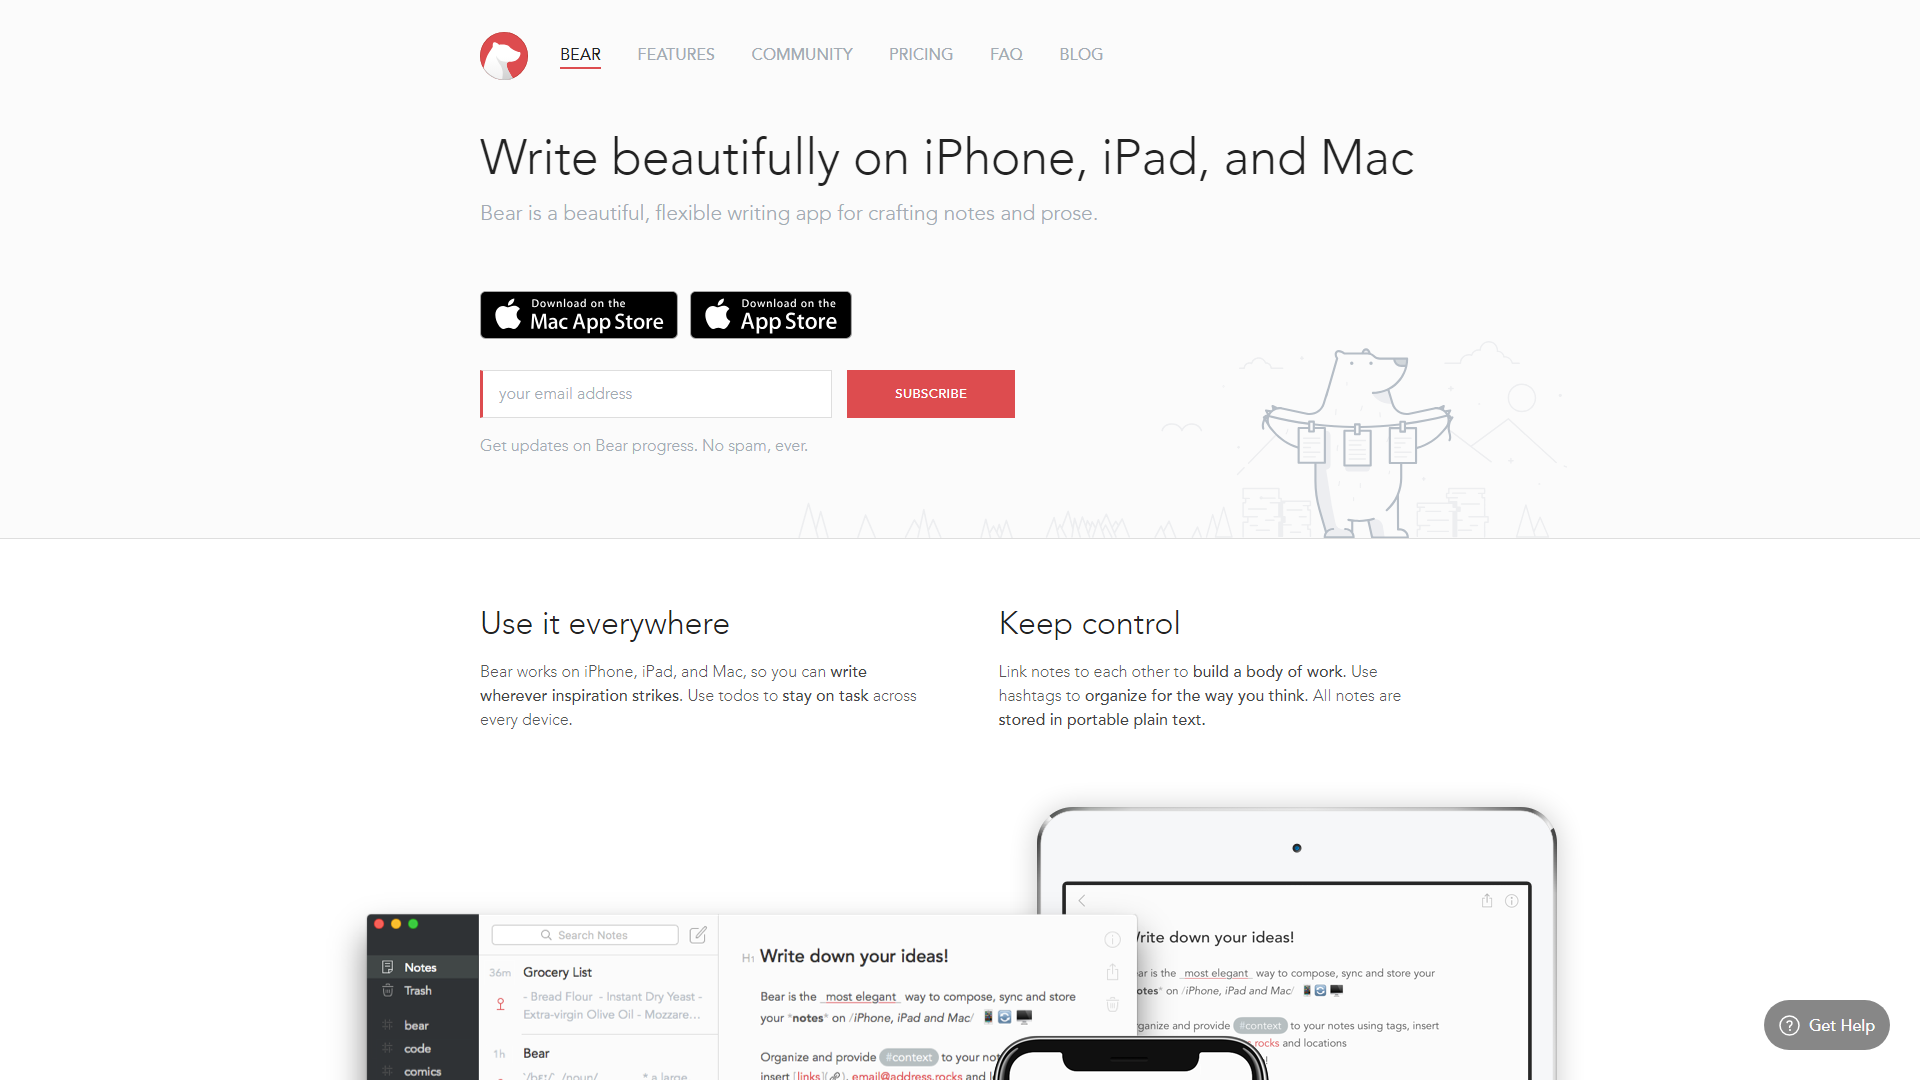 BEAR FEATURES COMMUNITY PRICING FAQ BLOG
Write beautifully on iPhone, iPad, and Mac
Bear is a beautiful, flexible writing app for crafting notes and prose.
Download on the
Mac App Store
Download on the
App Store
your email address
SUBSCRIBE
Get updates on Bear progress. No spam, ever.
Use it everywhere
Bear works on iPhone, iPad, and Mac, so you can write
wherever inspiration strikes. Use todos to stay on task across
every device.
Keep control
Link notes to each other to build a body of work. Use
hashtags to organize for the way you think. All notes are
stored in portable plain text.
Notes
Trash
bear
code
comics
Search Notes
36m Grocery List
- Bread Flour - Instant Dry Yeast -
Extra-virgin Olive Oil - Mozzare...
1h Bear
* a large
H1 Write down your ideas!
Bear is the most elegant way to compose, sync and store
your *notes* on /iPhone, iPad and Mac/
Organize and provide #context to your
insert [links]( ), email@address.rocks and
rite down your ideas!
ar is the most elegant way to compose, sync and store your
otes* on /iPhone, iPad and Mac/
rganize and provide #context to your notes using tags, insert
.rocks and locations
Get Help